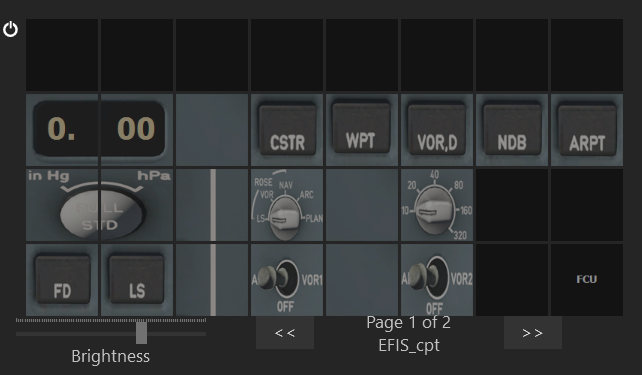 0. 00
CSTR WPT VOR,D NDB ARPT
in Hg hPa
PULL
STD
ROSE NAV
VOR ARC
LS PLAN
40
20 80
10 160
320
FD LS
VOR1
OFF
VOR2
OFF
FCU
<< Page 1 of 2 >>
EFIS_cpt
Brightness